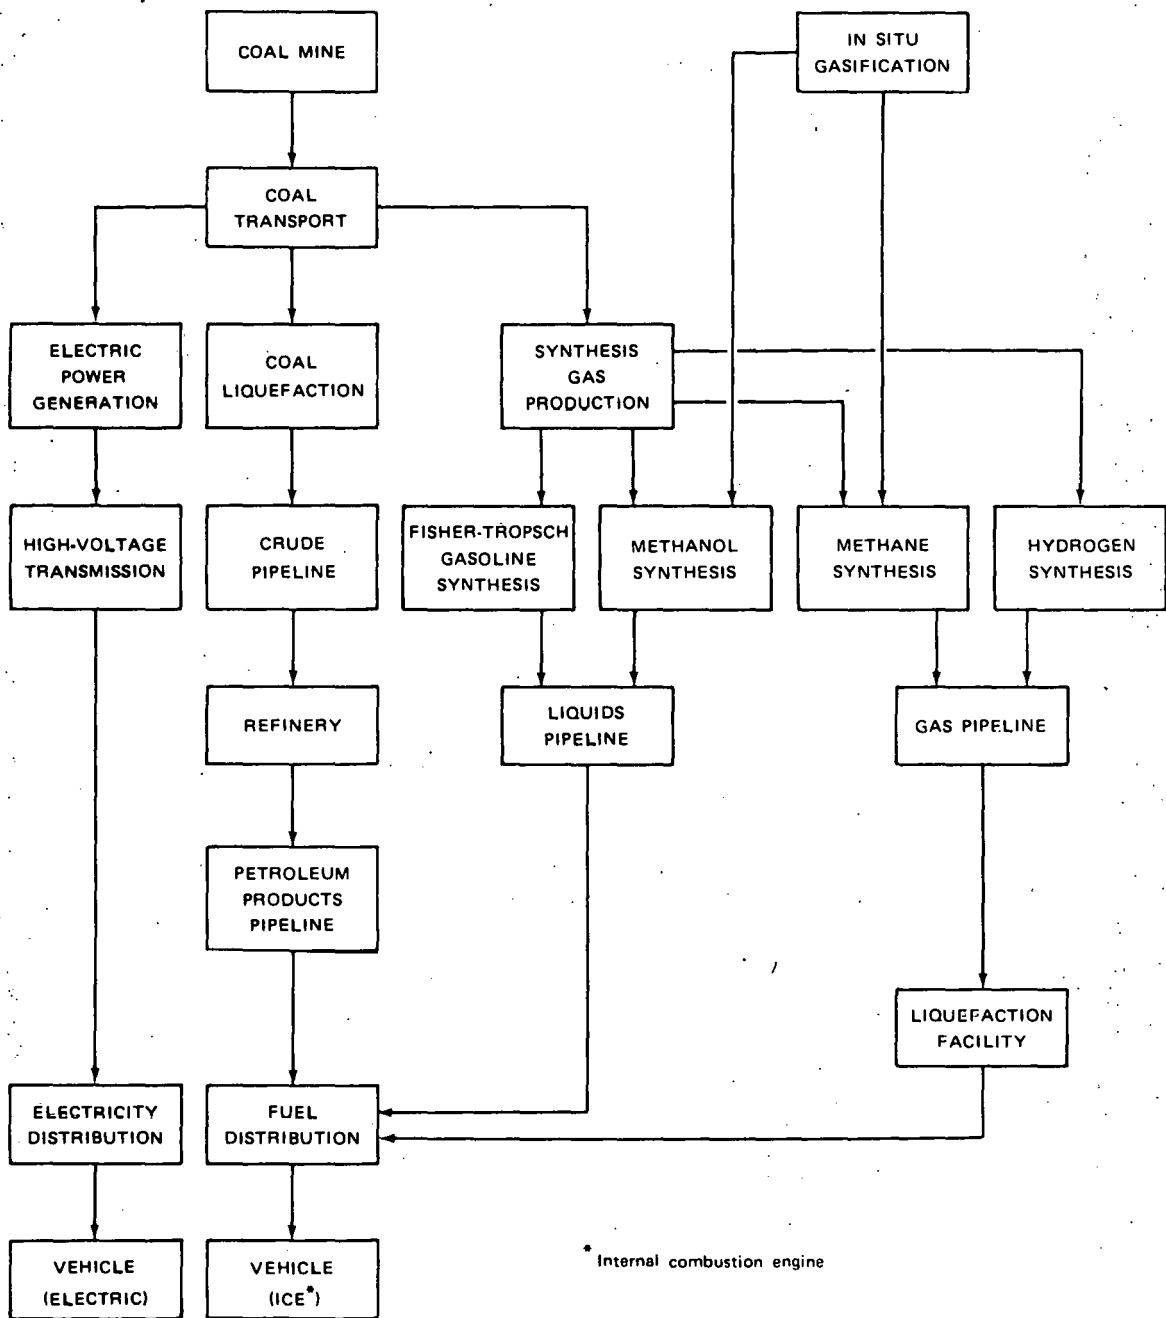 COAL MINE
IN SITU
GASIFICATION
COAL
TRANSPORT
ELECTRIC
POWER
GENERATION
COAL
LIQUEFACTION
SYNTHESIS
GAS
PRODUCTION
HIGH-VOLTAGE
TRANSMISSION
CRUDE
PIPELINE
FISHER-TROPSCH
GASOLINE
SYNTHESIS
METHANOL
SYNTHESIS
METHANE
SYNTHESIS
HYDROGEN
SYNTHESIS
REFINERY
LIQUIDS
PIPELINE
GAS PIPELINE
PETROLEUM
PRODUCTS
PIPELINE
LIQUEFACTION
FACILITY
ELECTRICITY
DISTRIBUTION
FUEL
DISTRIBUTION
VEHICLE
(ELECTRIC)
VEHICLE
(ICE*)
* Internal combustion engine